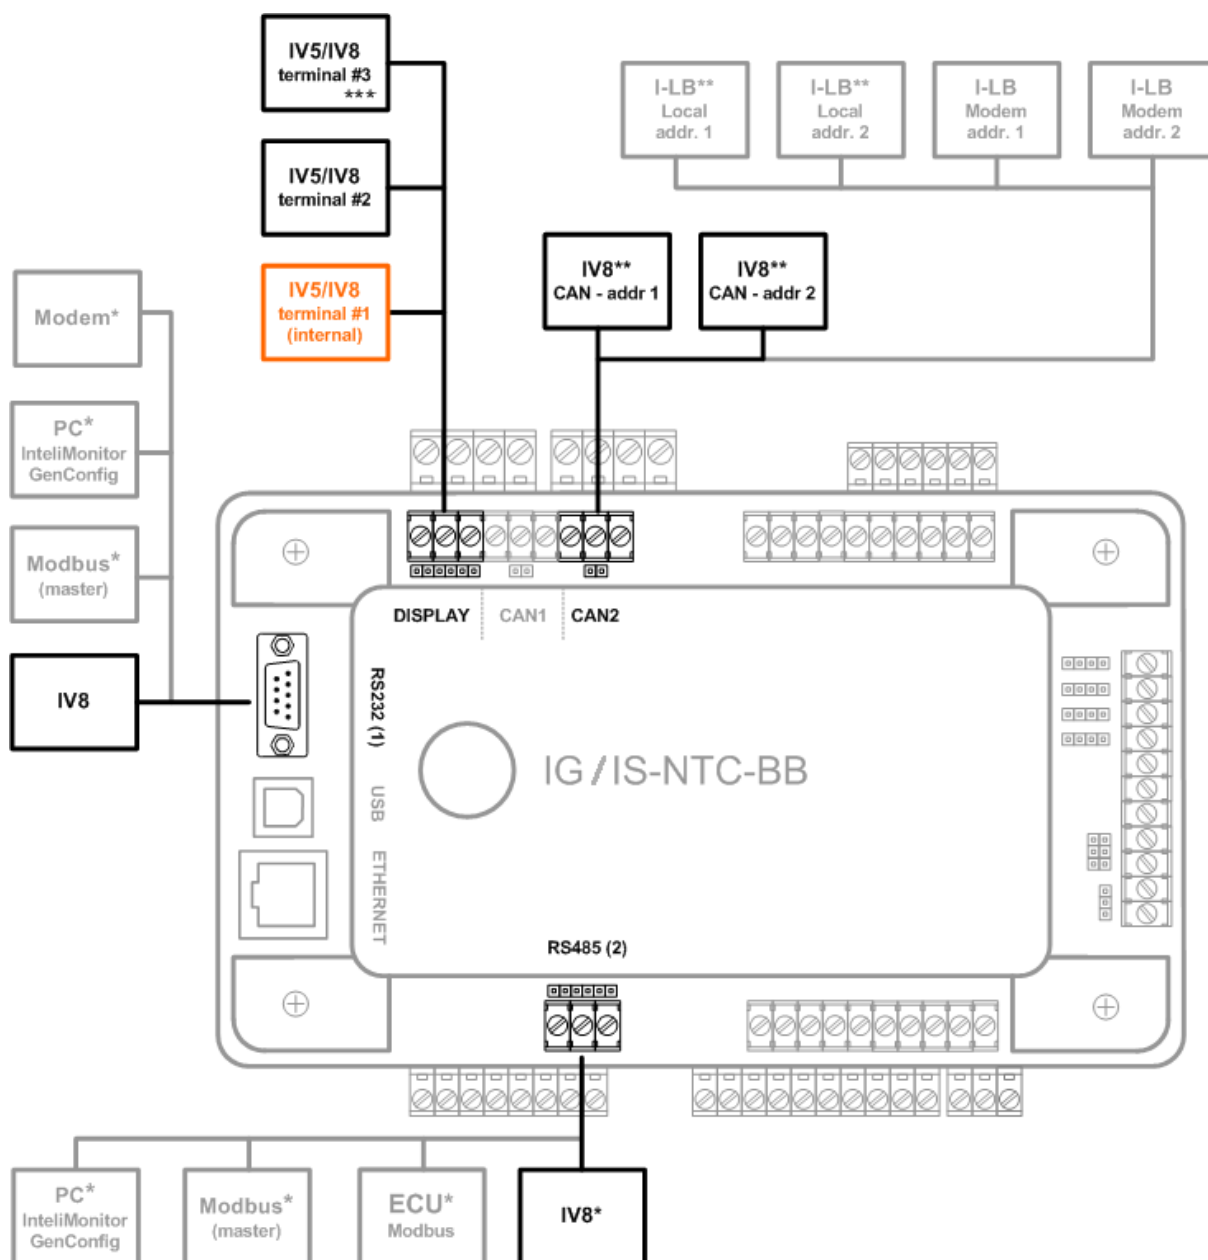 IV5/IV8
terminal #3
***
IV5/IV8
terminal #2
IV5/IV8
terminal #1
(internal)
I-LB**
Local
addr. 1
I-LB**
Local
addr. 2
I-LB
Modem
addr. 1
I-LB
Modem
addr. 2
IV8**
CAN - addr 1
IV8**
CAN - addr 2
Modem*
PC*
InteliMonitor
GenConfig
Modbus*
(master)
IV8
DISPLAY
CAN1
CAN2
RS232 (1)
USB
ETHERNET
IG/IS-NTC-BB
RS485 (2)
PC*
InteliMonitor
GenConfig
Modbus*
(master)
ECU*
Modbus
IV8*